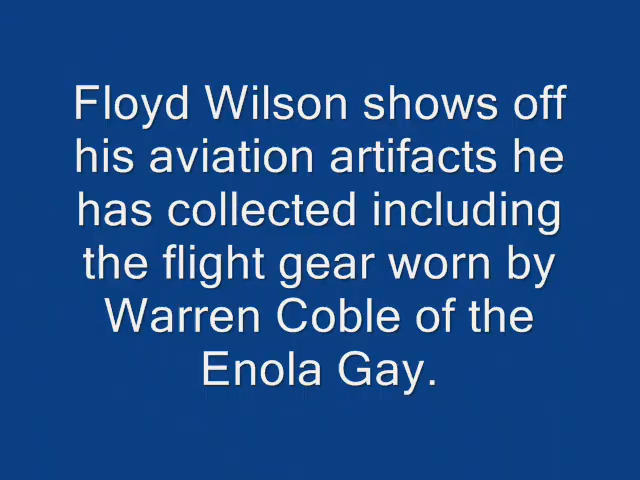 Floyd Wilson shows off
his aviation artifacts he
has collected including
the flight gear worn by
Warren Coble of the
Enola Gay.